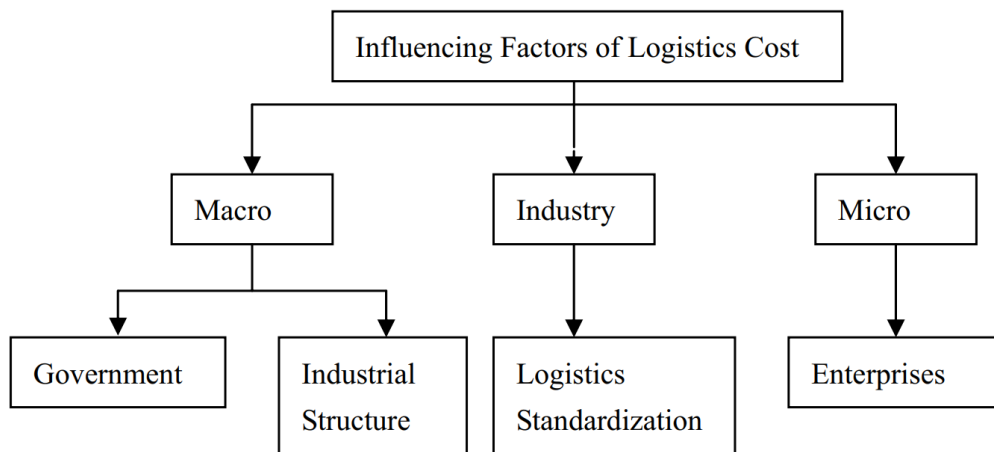 Influencing Factors of Logistics Cost
Macro
Industry
Micro
Government
Industrial
Structure
Logistics
Standardization
Enterprises